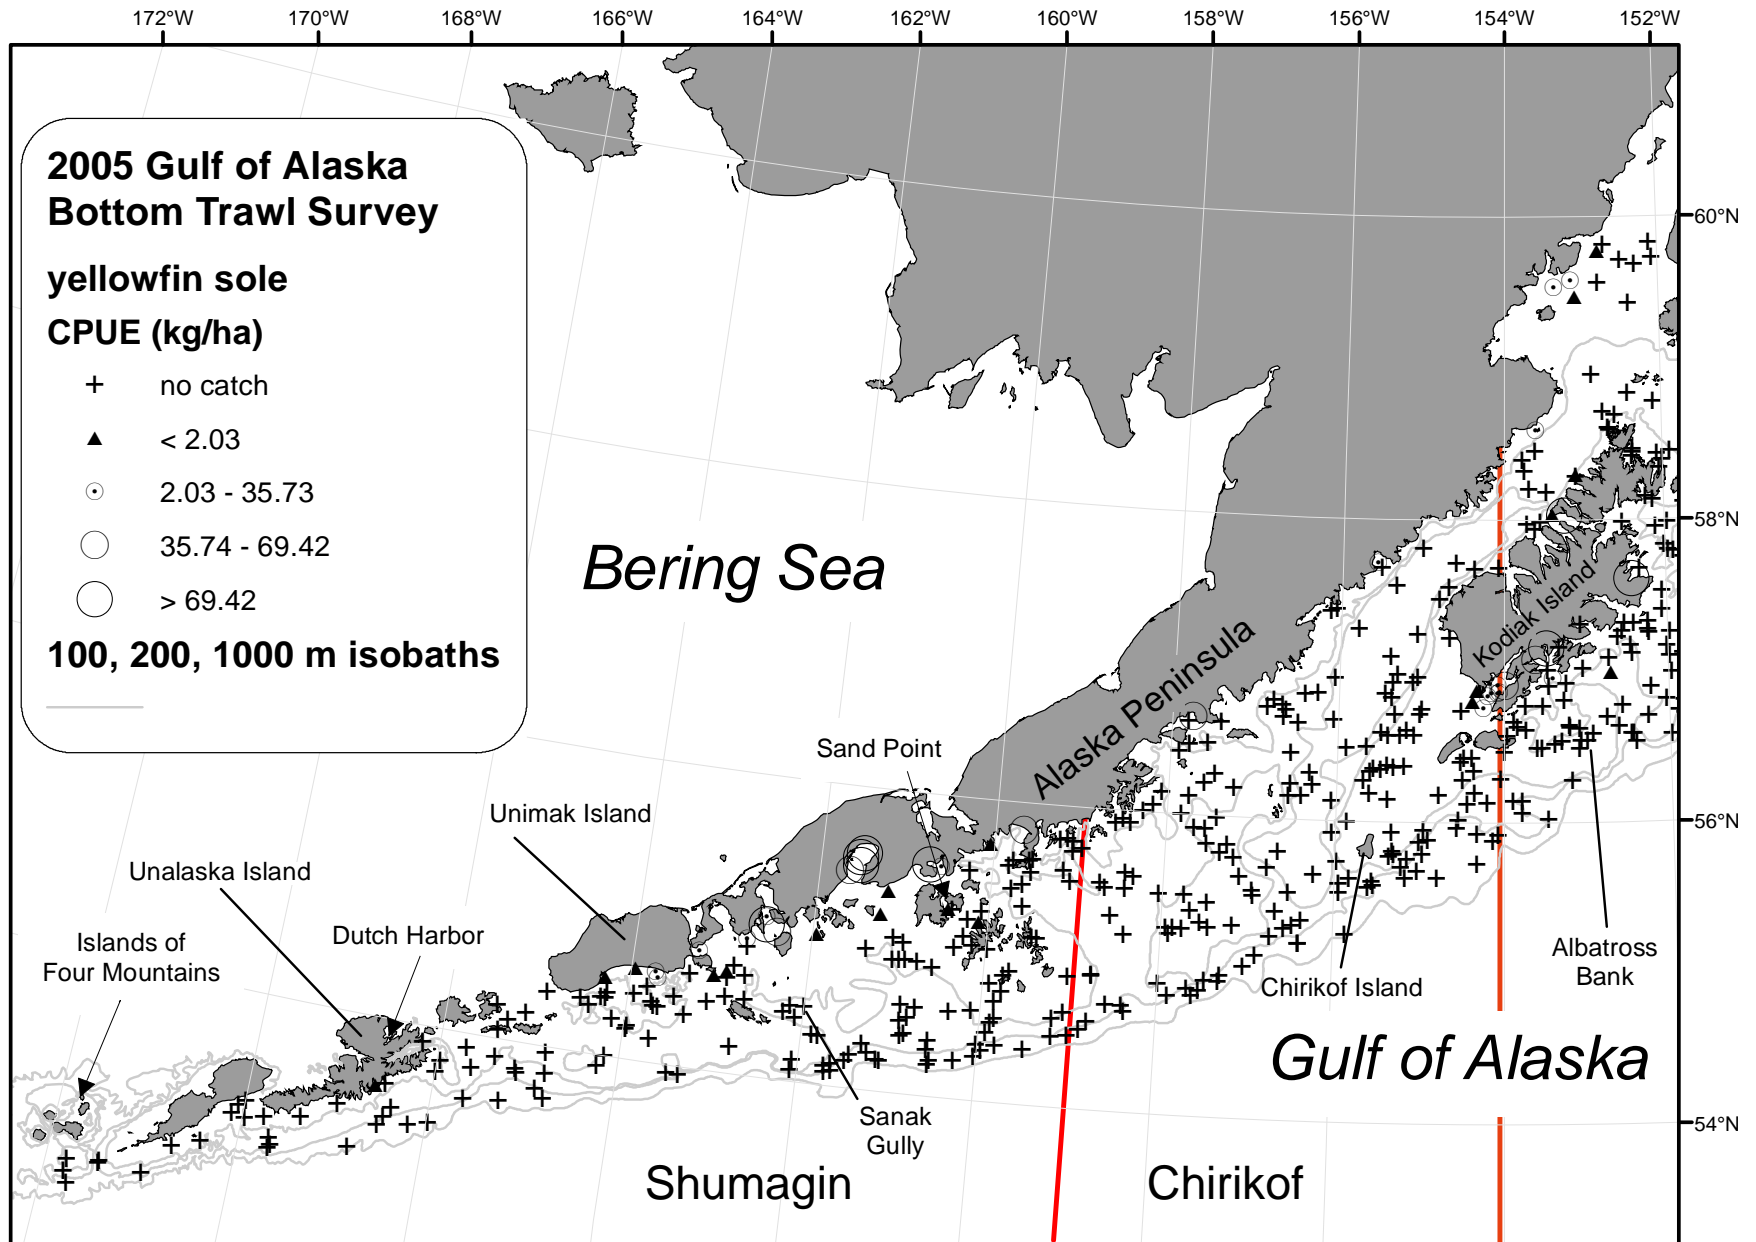 172°W 170°W 168°W 166°W 164°W 162°W 160°W 158°W 156°W 154°W 152°W
2005 Gulf of Alaska
Bottom Trawl Survey
yellowfin sole
CPUE (kg/ha)
no catch
< 2.03
2.03 - 35.73
35.74 - 69.42
> 69.42
100, 200, 1000 m isobaths
60°N
58°N
56°N
54°N
Bering Sea
Kodiak Island
Alaska Peninsula
Sand Point
Unimak Island
Unalaska Island
Dutch Harbor
Islands of
Four Mountains
Albatross
Bank
Chirikof Island
Gulf of Alaska
Sanak
Gully
Shumagin
Chirikof